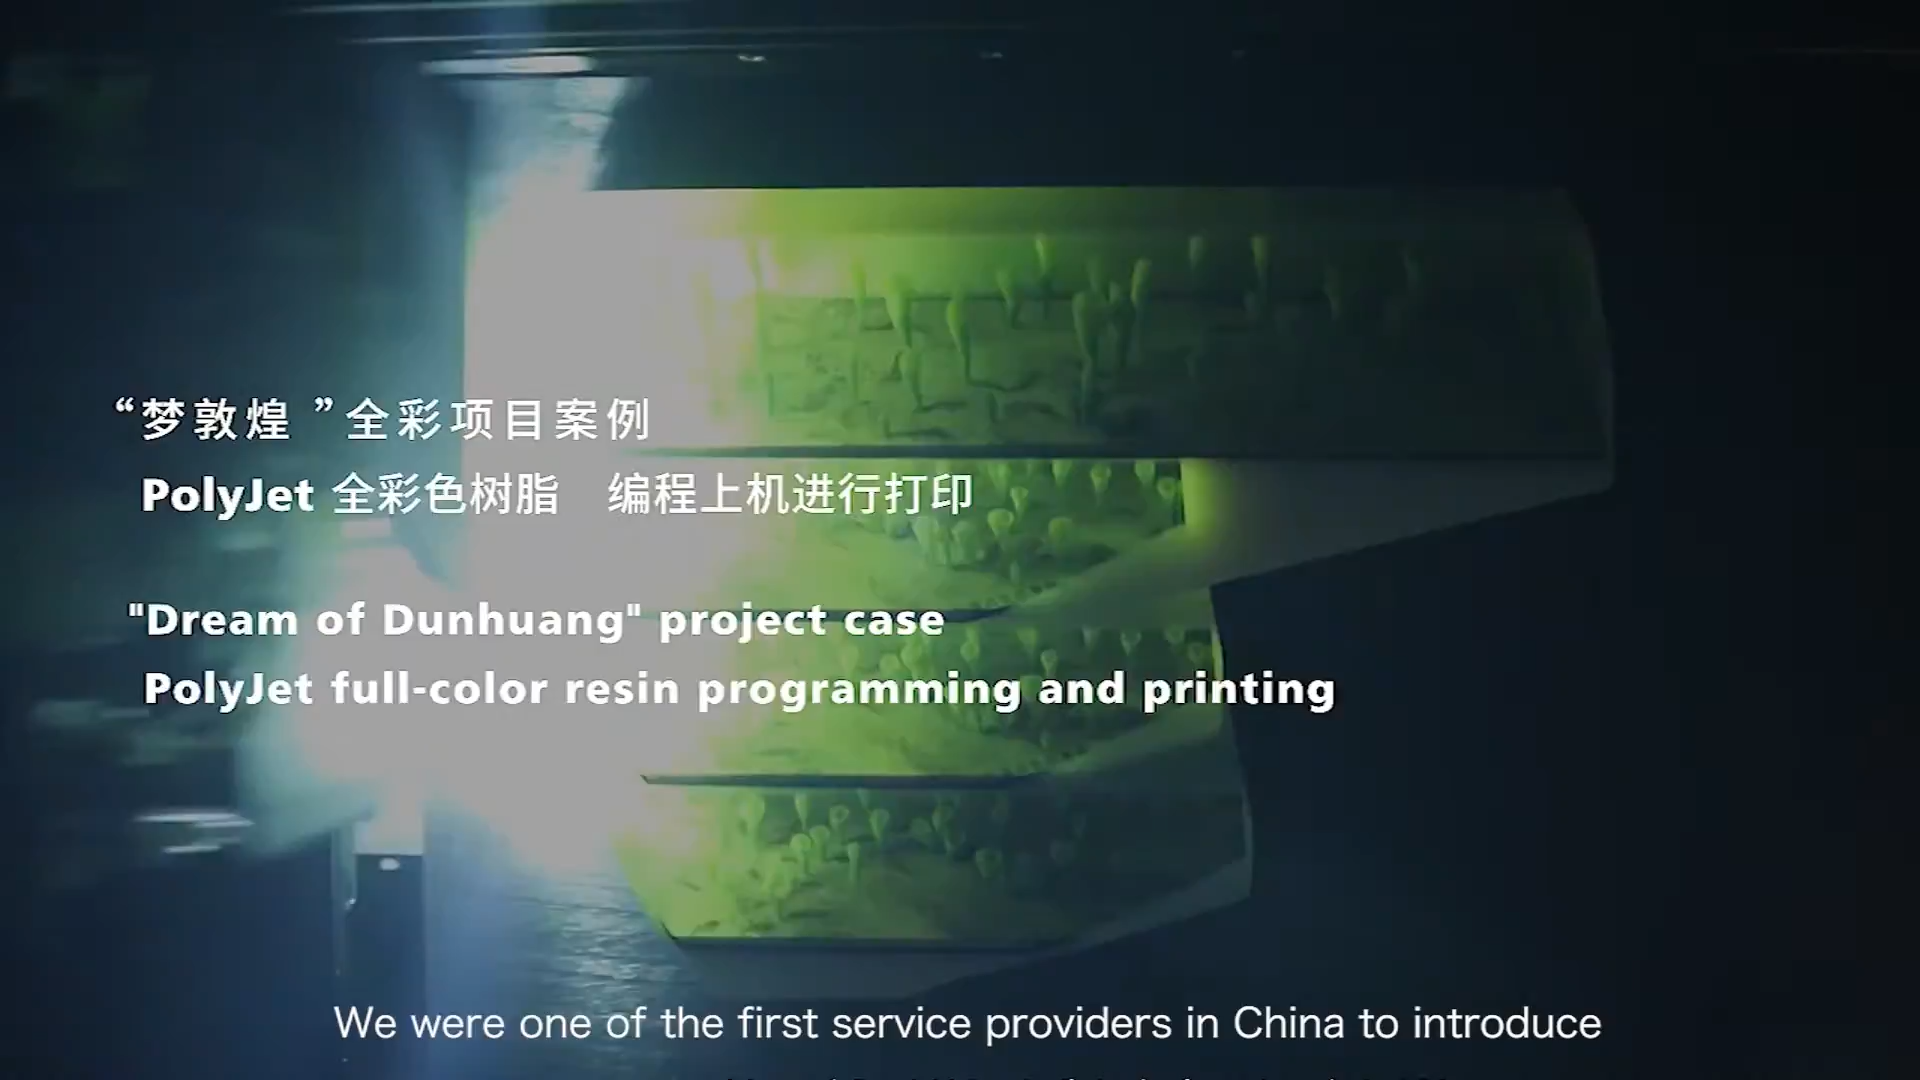 “梦敦煌 ”全彩项目案例
PolyJet 全彩色树脂 编程上机进行打印
"Dream of Dunhuang" project case
PolyJet full-color resin programming and printing
We were one of the first service providers in China to introduce